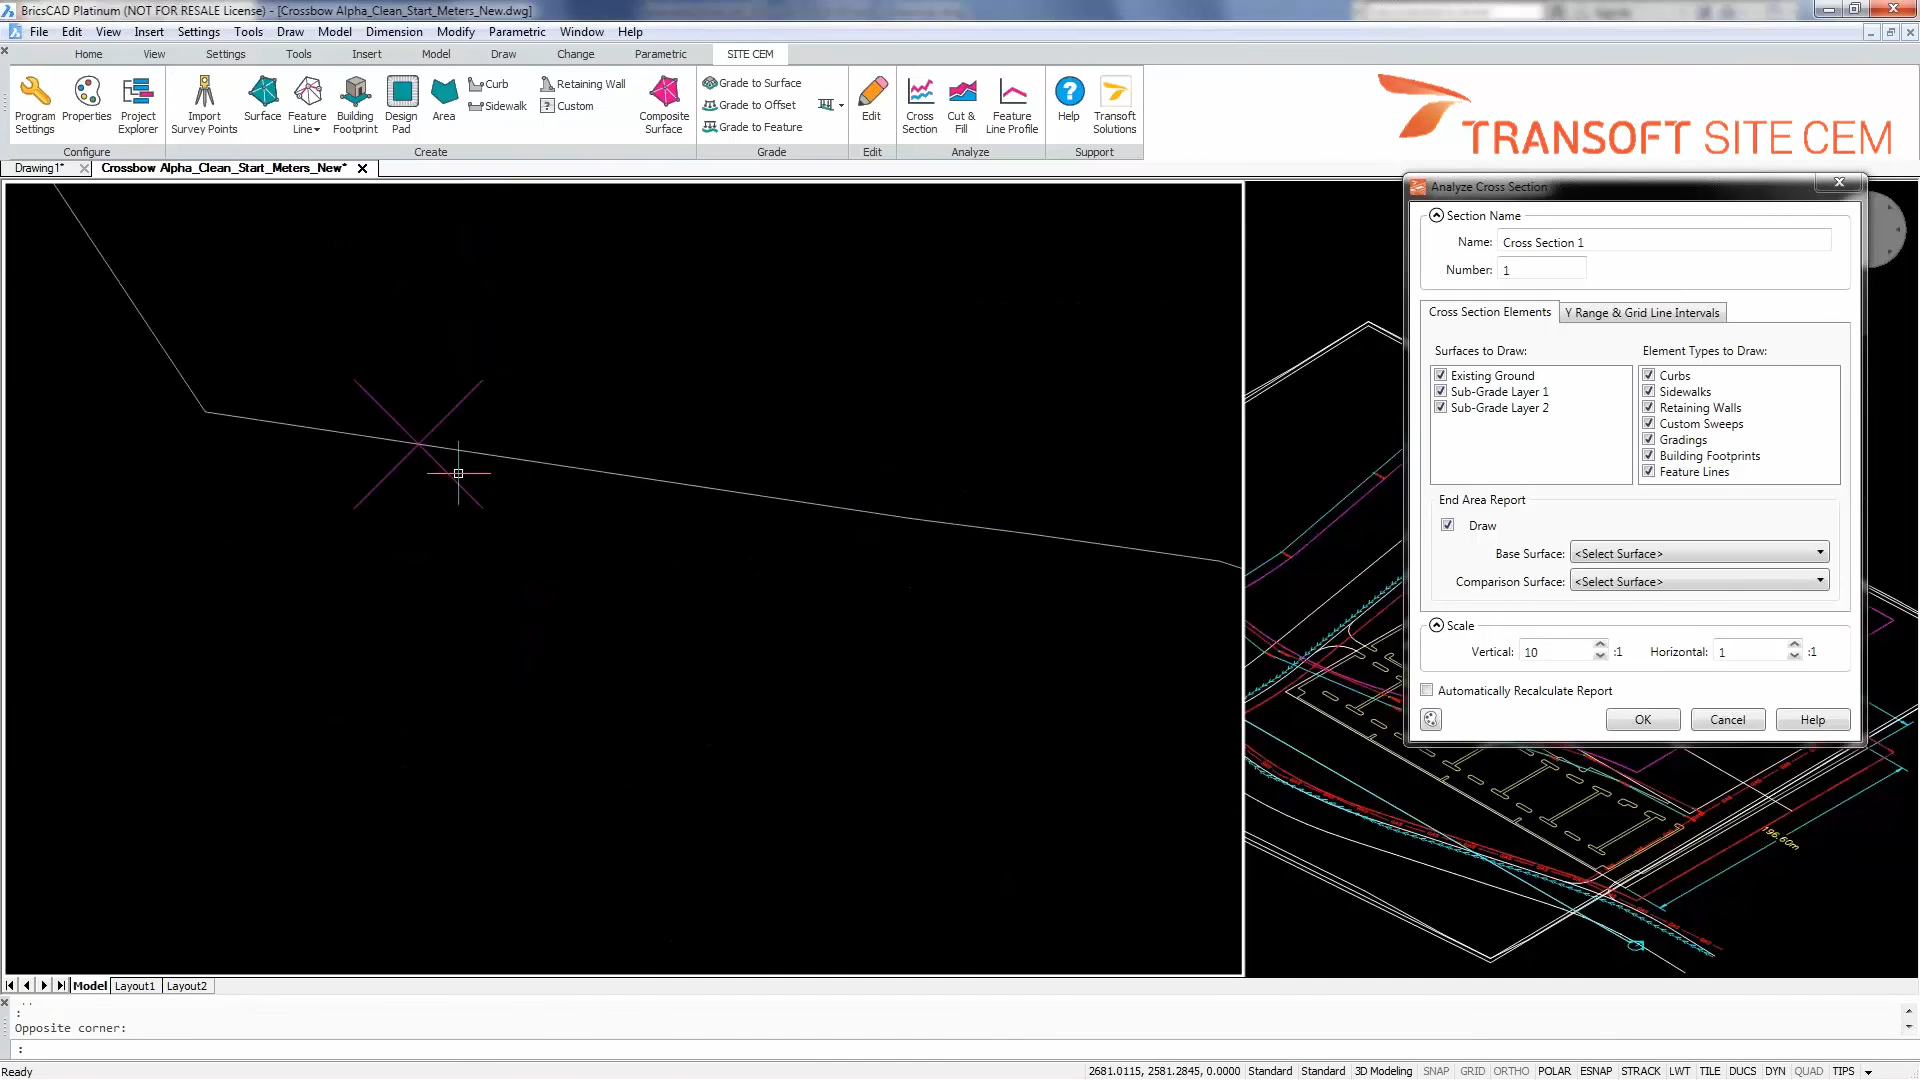 BricsCAD Platinum (NOT FOR RESALE License) - [Crossbow Alpha_Clean_Start_Meters_New.dwg]
File Edit View Insert Settings Tools Draw Model Dimension Modify Parametric Window Help
Home View Settings Tools Insert Model Draw Change Parametric SITE CEM
Program Settings
Properties
Project Explorer
Configure
Import Survey Points
Surface
Feature Line
Building Footprint
Design Pad
Area
Curb
Sidewalk
Retaining Wall
Custom
Composite Surface
Create
Grade to Surface
Grade to Offset
Grade to Feature
Grade
Edit
Edit
Cross Section
Cut & Fill
Feature Line Profile
Analyze
Help
Transoft Solutions
Support
TRANSOFT SITE CEM
Drawing1*
Crossbow Alpha_Clean_Start_Meters_New*
Analyze Cross Section
Section Name
Name: Cross Section 1
Number: 1
Cross Section Elements
Y Range & Grid Line Intervals
Surfaces to Draw:
Existing Ground
Sub-Grade Layer 1
Sub-Grade Layer 2
Element Types to Draw:
Curbs
Sidewalks
Retaining Walls
Custom Sweeps
Gradings
Building Footprints
Feature Lines
End Area Report
Draw
Base Surface: <Select Surface>
Comparison Surface: <Select Surface>
Scale
Vertical: 10 :1 Horizontal: 1 :1
Automatically Recalculate Report
OK Cancel Help
196.60m
Model Layout1 Layout2
..
:
Opposite corner:
:
Ready
2681.0115, 2581.2845, 0.0000 Standard Standard 3D Modeling SNAP GRID ORTHO POLAR ESNAP STRACK LWT TILE DUCS DYN QUAD TIPS